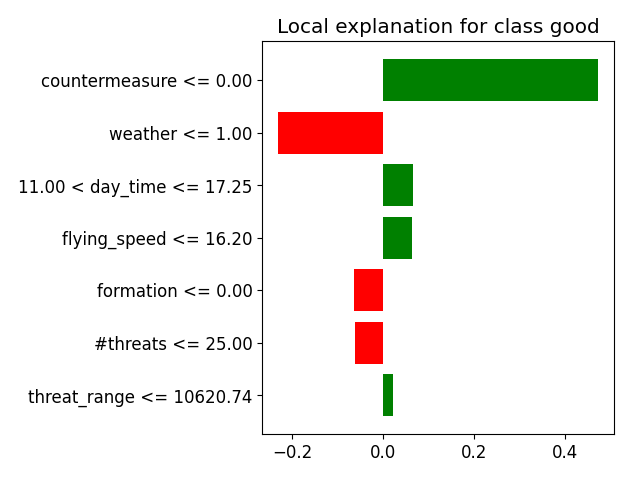 Local explanation for class good
countermeasure <= 0.00
weather <= 1.00
11.00 < day_time <= 17.25
flying_speed <= 16.20
formation <= 0.00
#threats <= 25.00
threat_range <= 10620.74
−0.2 0.0 0.2 0.4